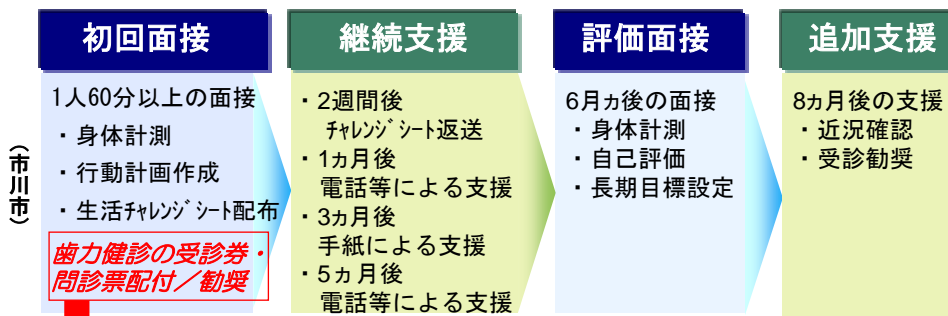 初回面接
継続支援
評価面接
追加支援
(市川市)
1人60分以上の面接
・身体計測
・行動計画作成
・生活ﾁｬﾚﾝｼﾞｼｰﾄ配布
歯力健診の受診券・
問診票配付／勧奨
・2週間後
ﾁｬﾚﾝｼﾞｼｰﾄ返送
・1ヵ月後
電話等による支援
・3ヵ月後
手紙による支援
・5ヵ月後
電話等による支援
6月ヵ後の面接
・身体計測
・自己評価
・長期目標設定
8ヵ月後の支援
・近況確認
・受診勧奨